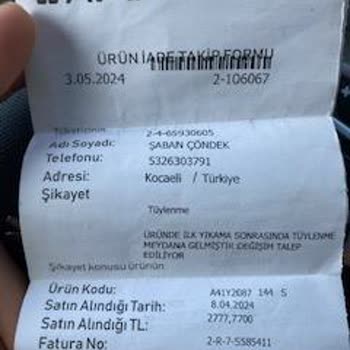 ÜRÜN İADE TAKİP FORMU
3.05.2024 2-106067
2-4-65930605
Adı Soyadı: ŞABAN ÇÖNDEK
Telefonu: 5326303791
Adresi: Kocaeli / Türkiye
Şikayet
Tüylenme
ÜRÜNDE İLK YIKAMA SONRASINDA TÜYLENME
MEYDANA GELMİŞTİR DEĞİŞİM TALEP
EDİLİYOR
Şikayet konusu ürünün
Ürün Kodu: A41Y2087 144 S
Satın Alındığı Tarih: 8.04.2024
Satın Alındığı TL: 2777,7700
Fatura No: 2-R-7-5585411